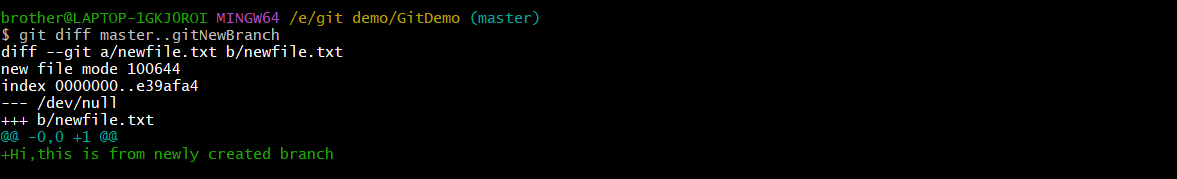 brother@LAPTOP-1GKJ0ROI MINGW64 /e/git demo/GitDemo (master)
$ git diff master..gitNewBranch
diff --git a/newfile.txt b/newfile.txt
new file mode 100644
index 0000000..e39afa4
--- /dev/null
+++ b/newfile.txt
@@ -0,0 +1 @@
+Hi,this is from newly created branch